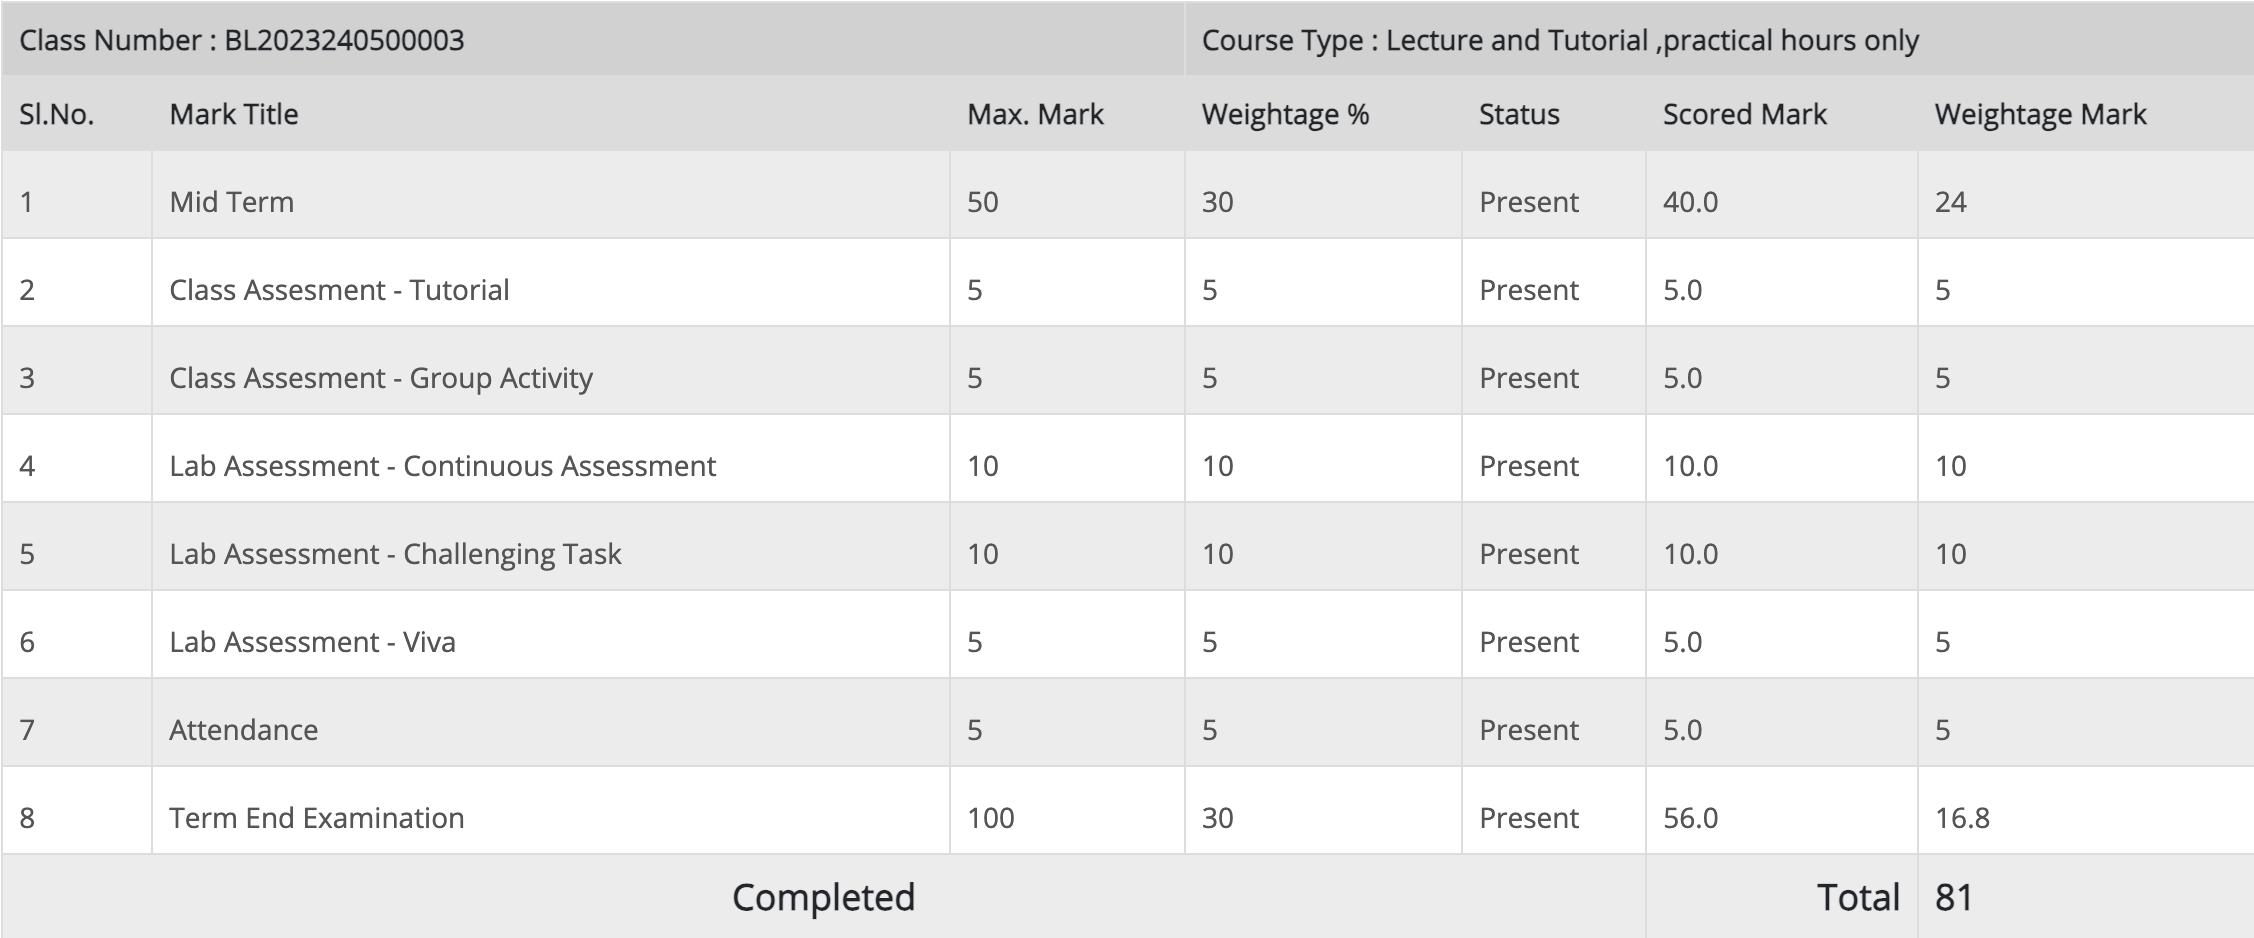 Class Number : BL2023240500003 Course Type : Lecture and Tutorial ,practical hours only
Sl.No. Mark Title Max. Mark Weightage % Status Scored Mark Weightage Mark
1 Mid Term 50 30 Present 40.0 24
2 Class Assesment - Tutorial 5 5 Present 5.0 5
3 Class Assesment - Group Activity 5 5 Present 5.0 5
4 Lab Assessment - Continuous Assessment 10 10 Present 10.0 10
5 Lab Assessment - Challenging Task 10 10 Present 10.0 10
6 Lab Assessment - Viva 5 5 Present 5.0 5
7 Attendance 5 5 Present 5.0 5
8 Term End Examination 100 30 Present 56.0 16.8
Completed Total 81